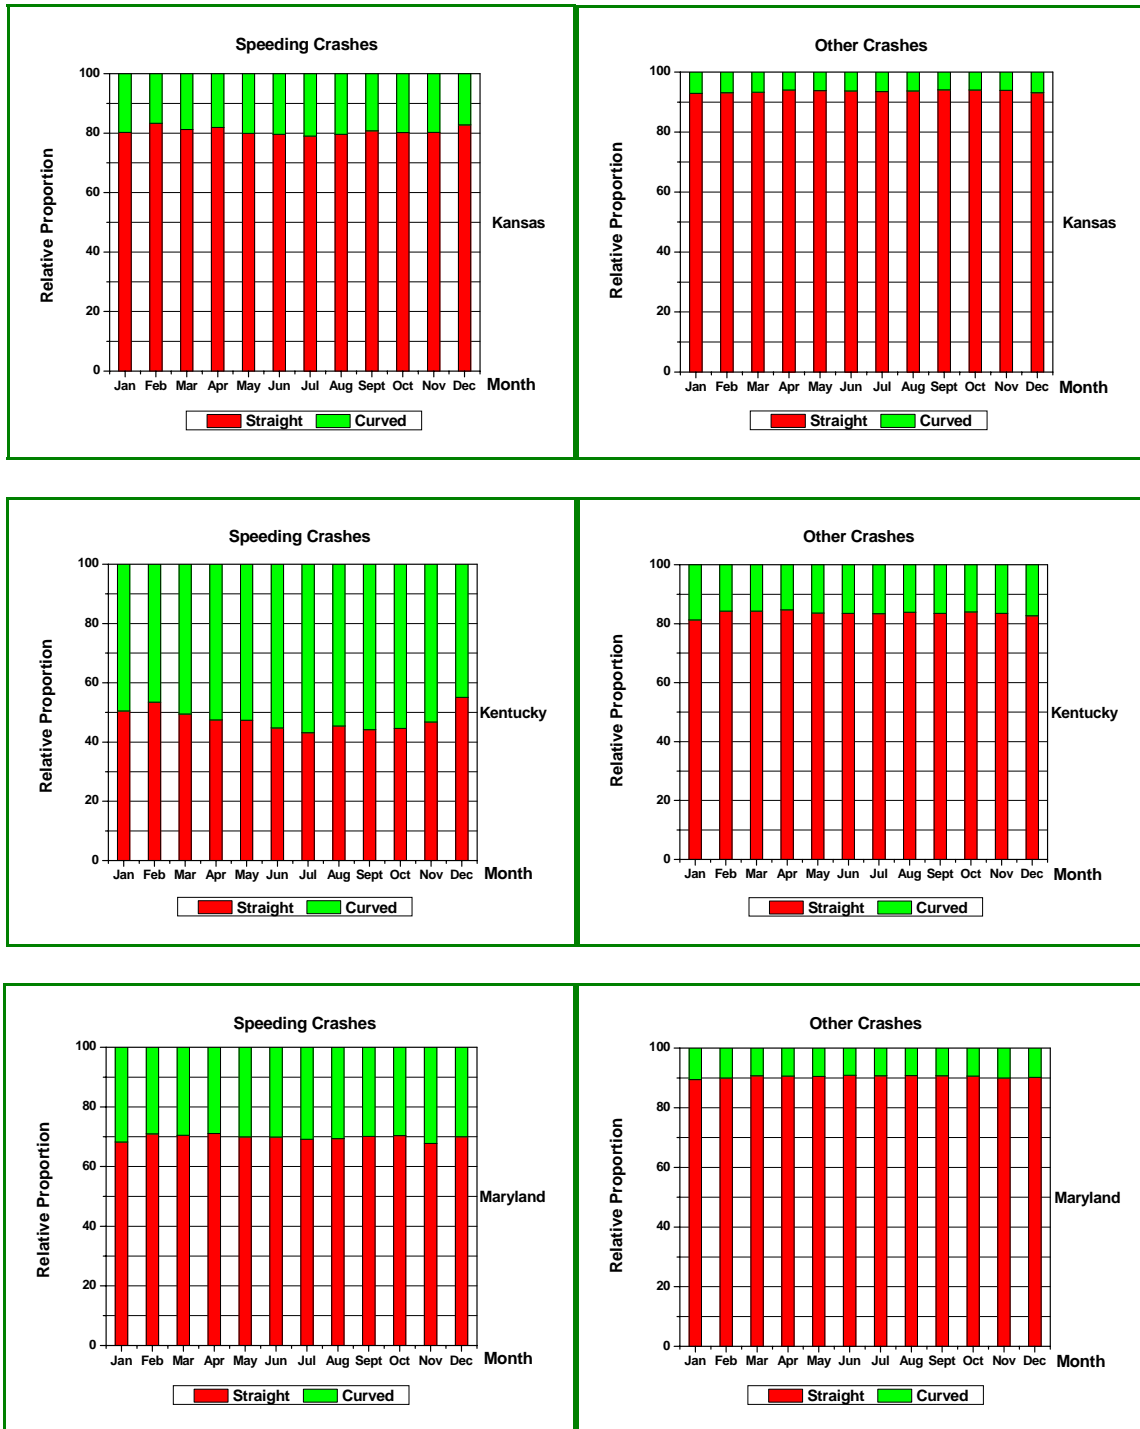 Speeding Crashes
100
80
60
40
20
0
Relative Proportion
Kansas
Jan Feb Mar Apr May Jun Jul Aug Sept Oct Nov Dec Month
Straight Curved
Other Crashes
100
80
60
40
20
0
Relative Proportion
Kansas
Jan Feb Mar Apr May Jun Jul Aug Sept Oct Nov Dec Month
Straight Curved
Speeding Crashes
100
80
60
40
20
0
Relative Proportion
Kentucky
Jan Feb Mar Apr May Jun Jul Aug Sept Oct Nov Dec Month
Straight Curved
Other Crashes
100
80
60
40
20
0
Relative Proportion
Kentucky
Jan Feb Mar Apr May Jun Jul Aug Sept Oct Nov Dec Month
Straight Curved
Speeding Crashes
100
80
60
40
20
0
Relative Proportion
Maryland
Jan Feb Mar Apr May Jun Jul Aug Sept Oct Nov Dec Month
Straight Curved
Other Crashes
100
80
60
40
20
0
Relative Proportion
Maryland
Jan Feb Mar Apr May Jun Jul Aug Sept Oct Nov Dec Month
Straight Curved